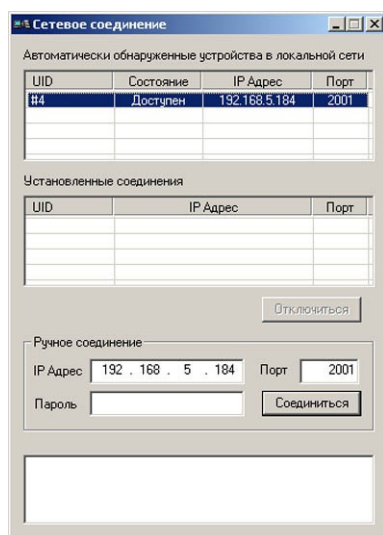 Сетевое соединение
Автоматически обнаруженные устройства в локальной сети
UID Состояние IP Адрес Порт
#4 Доступен 192.168.5.184 2001
Установленные соединения
UID IP Адрес Порт
Отключиться
Ручное соединение
IP Адрес 192 . 168 . 5 . 184 Порт 2001
Пароль Соединиться